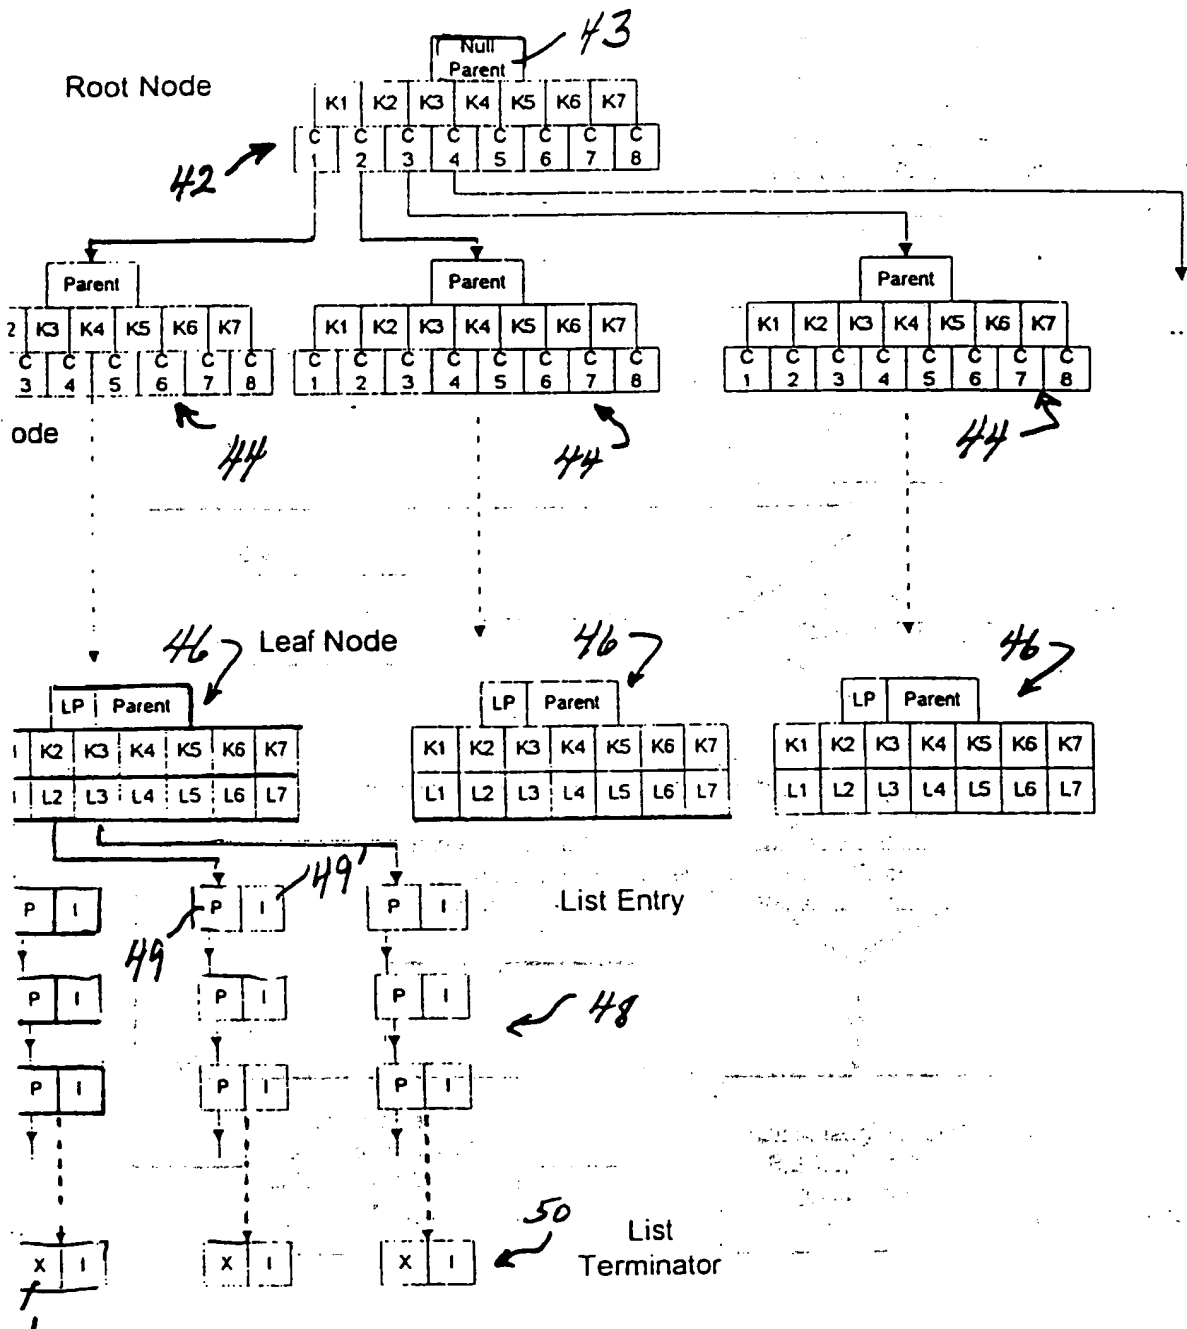 43
Null
Parent
Root Node
K1 K2 K3 K4 K5 K6 K7
C C C C C C C C
1 2 3 4 5 6 7 8
42
Parent Parent Parent
2 K3 K4 K5 K6 K7 K1 K2 K3 K4 K5 K6 K7 K1 K2 K3 K4 K5 K6 K7
..
C C C C C C C C C C C C C C C C C C C C C C
3 4 5 6 7 8 1 2 3 4 5 6 7 8 1 2 3 4 5 6 7 8
ode
44 44 44
46 Leaf Node 46 46
LP Parent LP Parent LP Parent
K2 K3 K4 K5 K6 K7 K1 K2 K3 K4 K5 K6 K7 K1 K2 K3 K4 K5 K6 K7
L2 L3 L4 L5 L6 L7 L1 L2 L3 L4 L5 L6 L7 L1 L2 L3 L4 L5 L6 L7
49'
P I P I P I List Entry
49
P I P I P I
48
P I P I P I
50
X I X I X I
List
Terminator